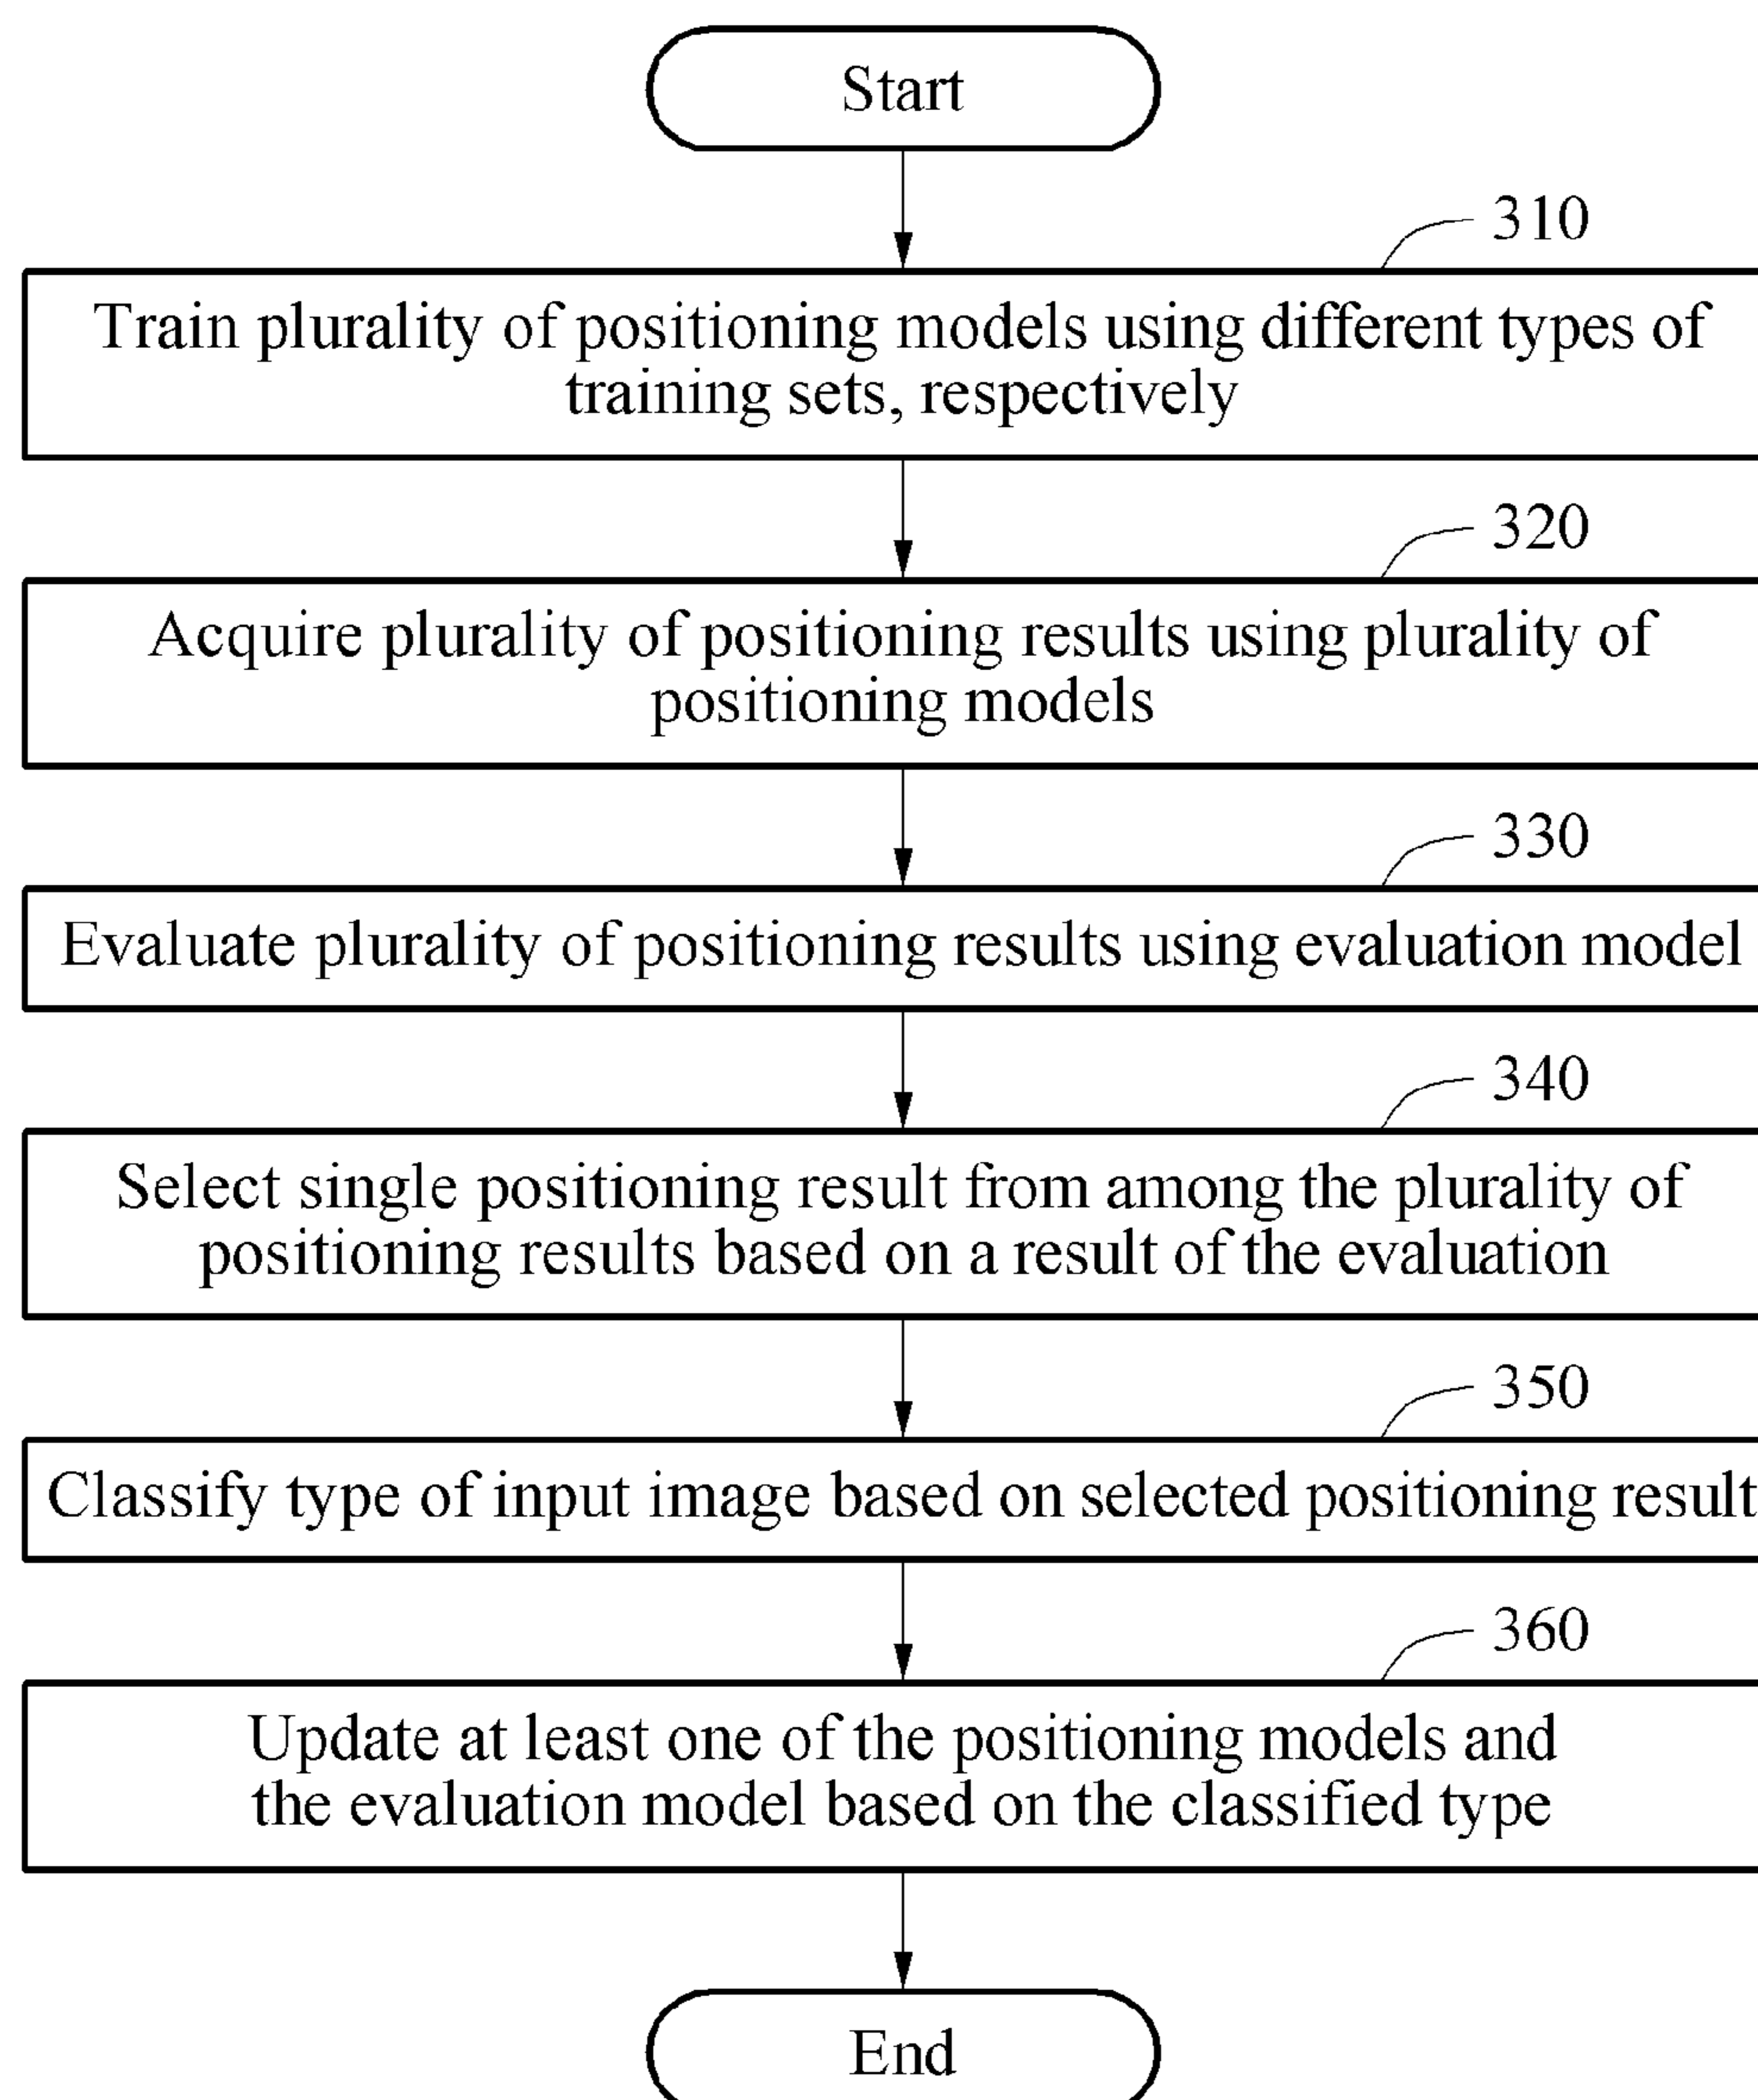 Start
310
Train plurality of positioning models using different types of
training sets, respectively
320
Acquire plurality of positioning results using plurality of
positioning models
330
Evaluate plurality of positioning results using evaluation model
340
Select single positioning result from among the plurality of
positioning results based on a result of the evaluation
350
Classify type of input image based on selected positioning result
360
Update at least one of the positioning models and
the evaluation model based on the classified type
End